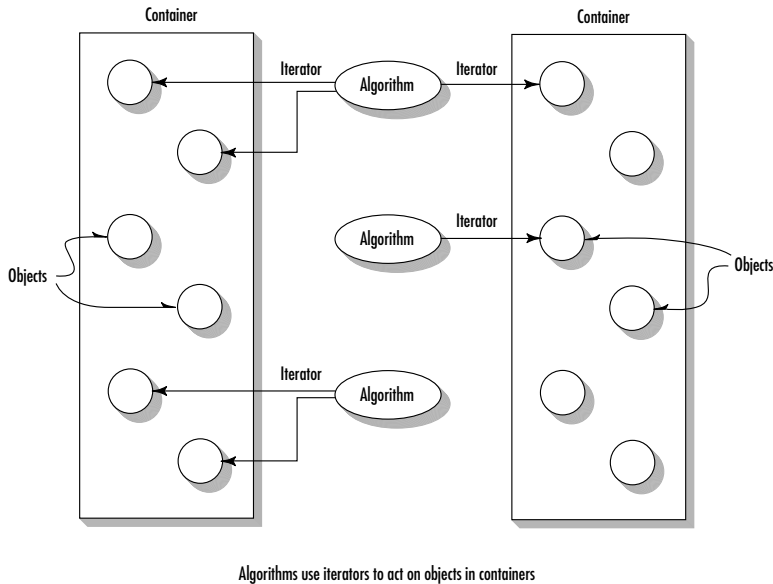 Container
Container
Iterator
Algorithm
Iterator
Algorithm
Iterator
Objects
Objects
Iterator
Algorithm
Algorithms use iterators to act on objects in containers